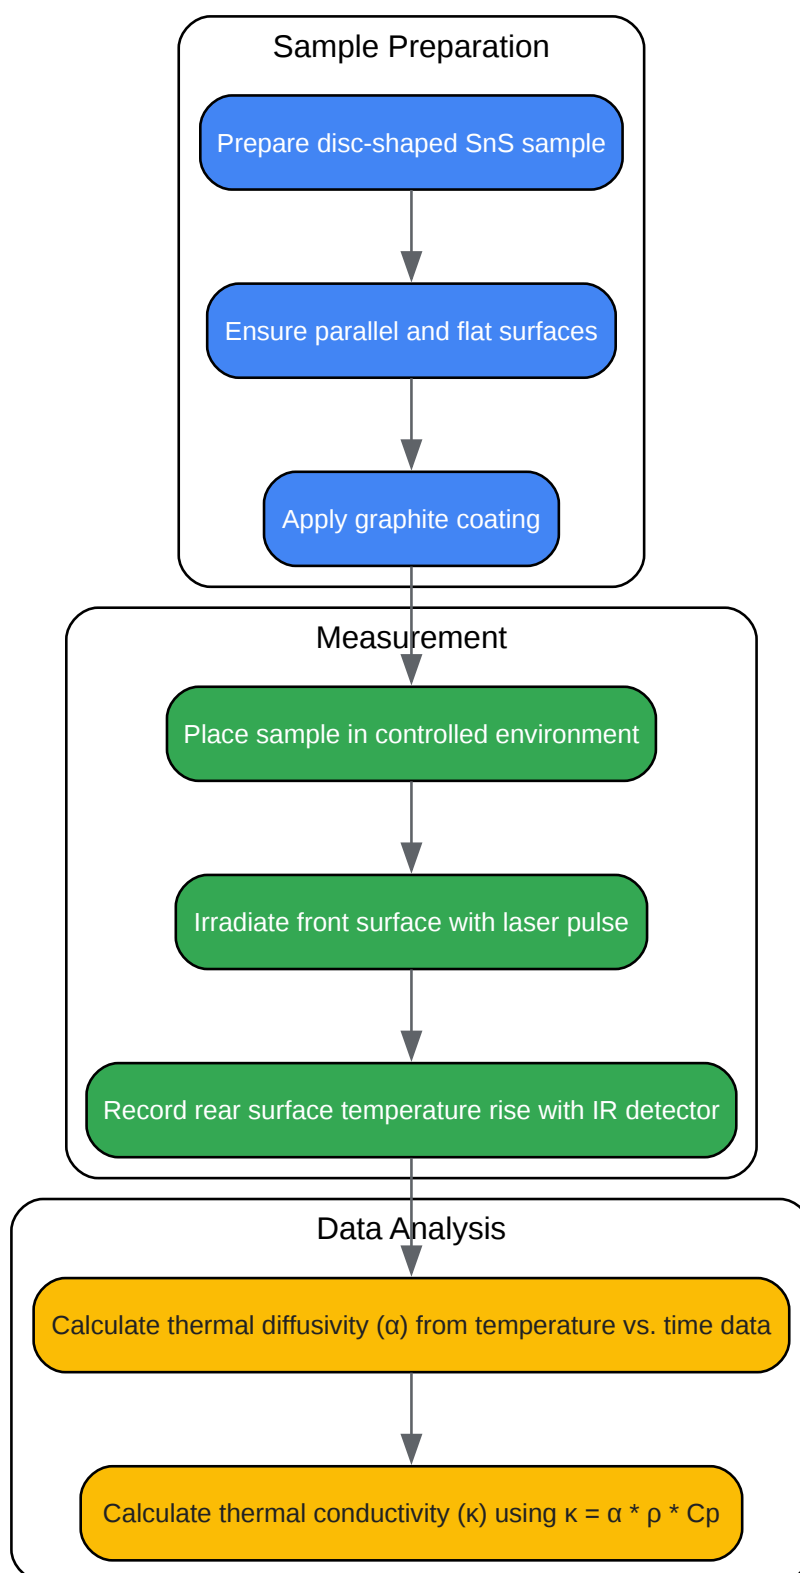 Sample Preparation
Prepare disc-shaped SnS sample
Ensure parallel and flat surfaces
Apply graphite coating
Measurement
Place sample in controlled environment
Irradiate front surface with laser pulse
Record rear surface temperature rise with IR detector
Data Analysis
Calculate thermal diffusivity (α) from temperature vs. time data
Calculate thermal conductivity (κ) using κ = α * ρ * Cp